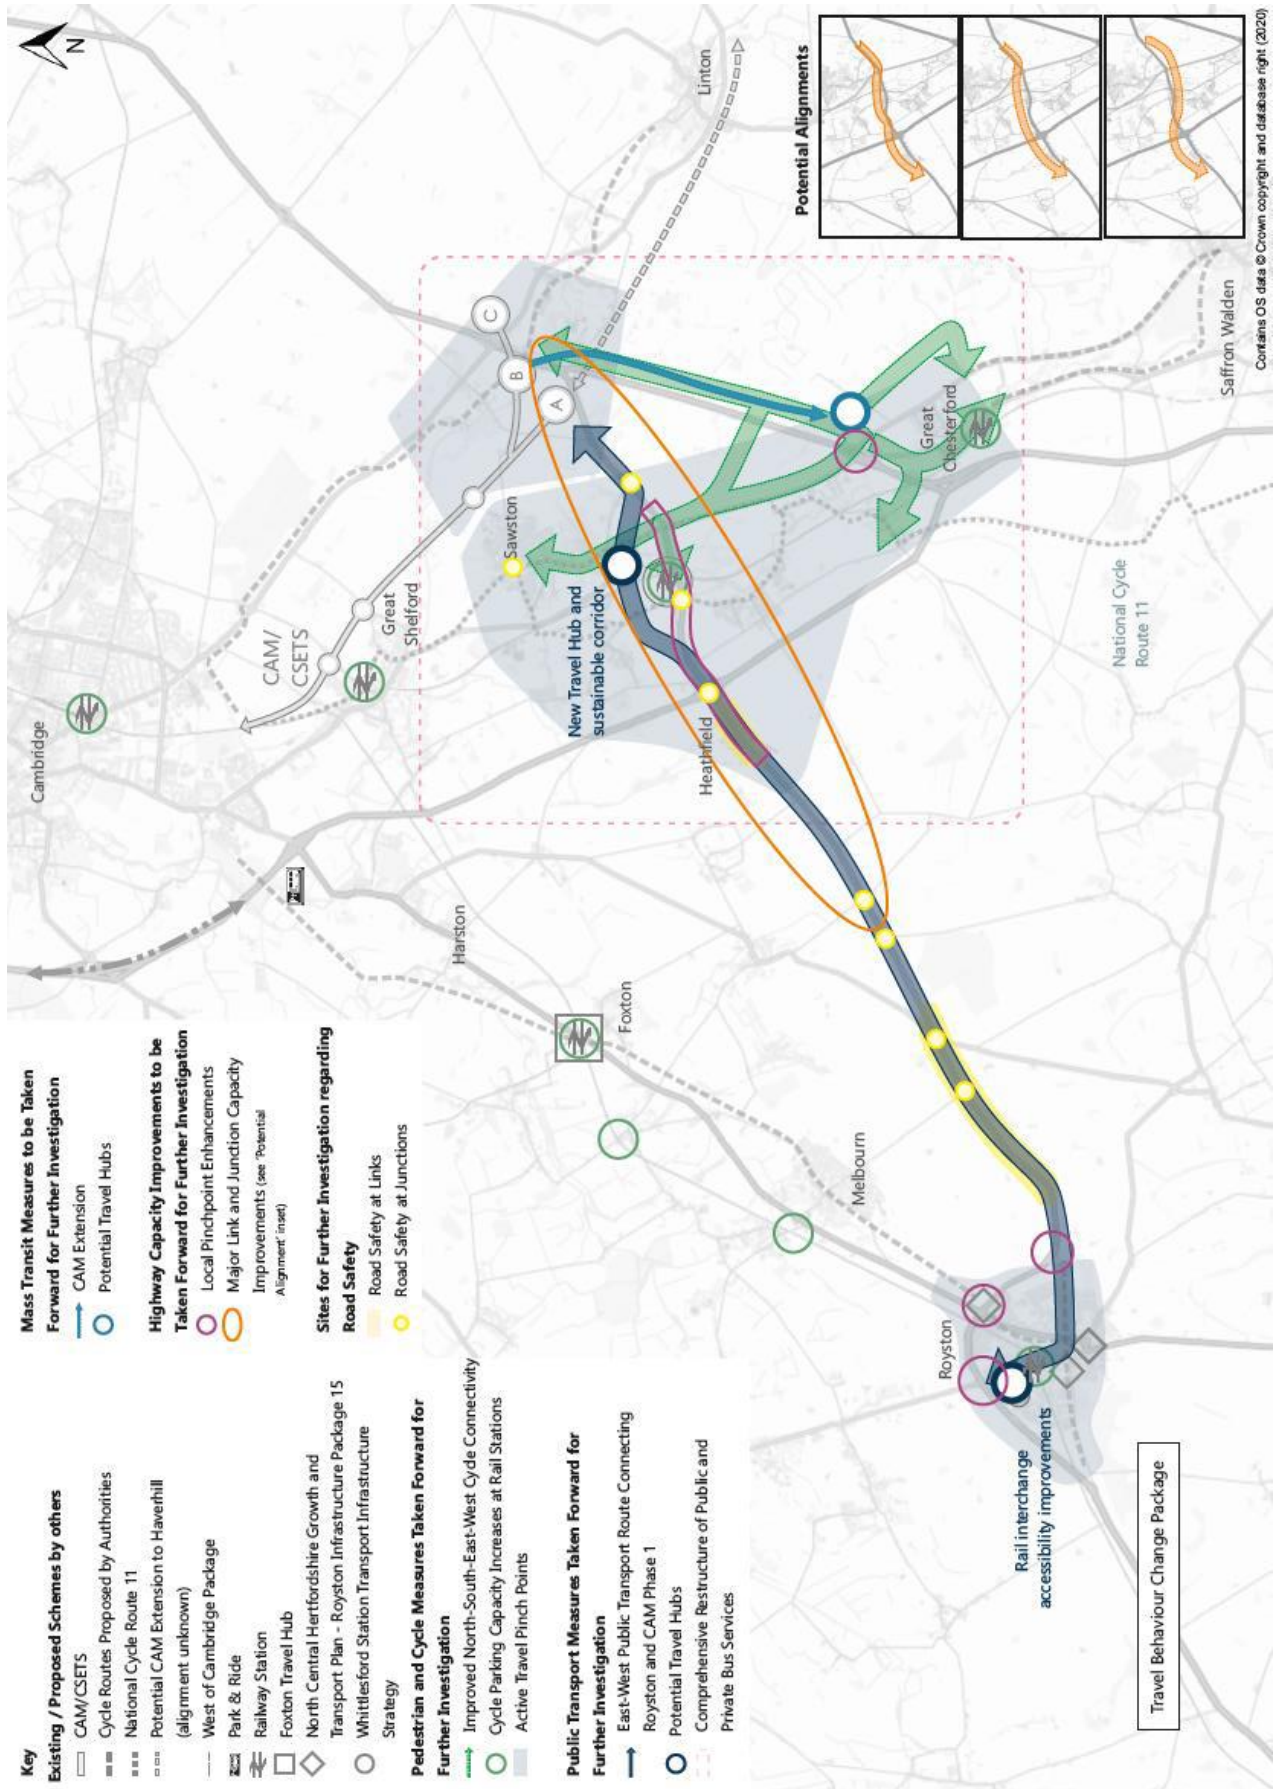 Key
Existing / Proposed Schemes by others
CAM/CSETS
Cycle Routes Proposed by Authorities
National Cycle Route 11
Potential CAM Extension to Haverhill
(alignment unknown)
West of Cambridge Package
Park & Ride
Railway Station
Foxton Travel Hub
North Central Hertfordshire Growth and
Transport Plan - Royston Infrastructure Package 15
Whittlesford Station Transport Infrastructure
Strategy
Pedestrian and Cycle Measures Taken Forward for
Further Investigation
Improved North-South-East-West Cycle Connectivity
Cycle Parking Capacity Increases at Rail Stations
Active Travel Pinch Points
Public Transport Measures Taken Forward for
Further Investigation
East-West Public Transport Route Connecting
Royston and CAM Phase 1
Potential Travel Hubs
Comprehensive Restructure of Public and
Private Bus Services
Mass Transit Measures to be Taken
Forward for Further Investigation
CAM Extension
Potential Travel Hubs
Highway Capacity Improvements to be
Taken Forward for Further Investigation
Local Pinchpoint Enhancements
Major Link and Junction Capacity
Improvements (see 'Potential
Alignment' inset)
Sites for Further Investigation regarding
Road Safety
Road Safety at Links
Road Safety at Junctions
N
Cambridge
CAM/
CSETS
Great
Shelford
Harston
Foxton
Melbourn
Royston
Sawston
Linton
A
B
C
New Travel Hub and
sustainable corridor
Heathfield
Great
Chesterford
National Cycle
Route 11
Saffron Walden
Rail interchange
accessibility improvements
Travel Behaviour Change Package
Potential Alignments
Contains OS data © Crown copyright and database right (2020)